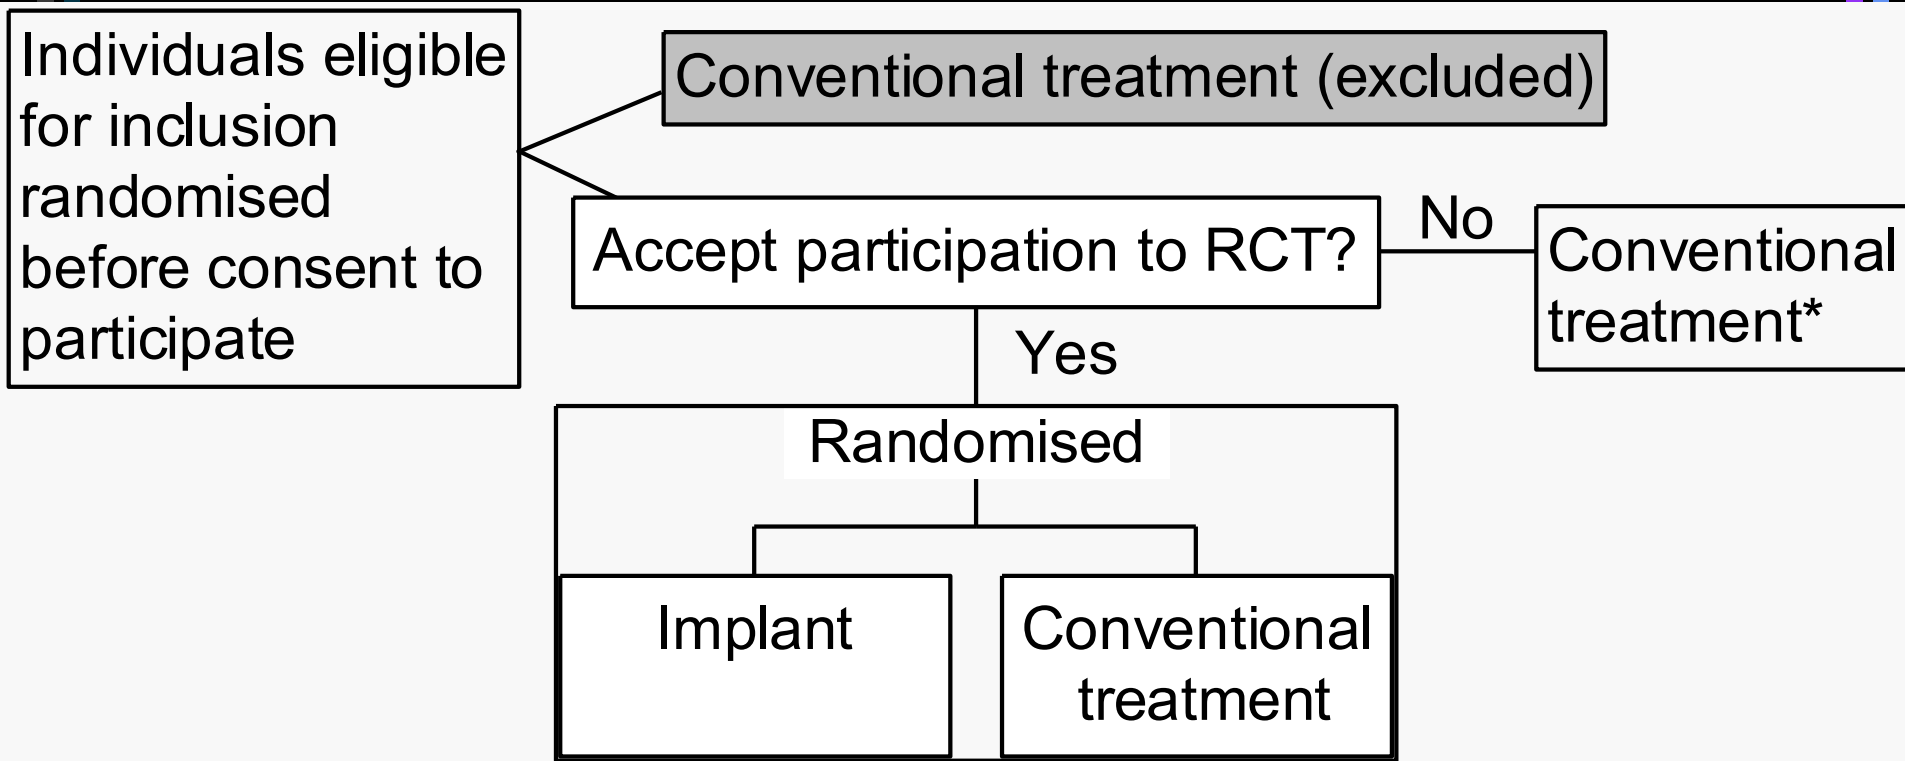 Individuals eligible
for inclusion
randomised
before consent to
participate
Conventional treatment (excluded)
Accept participation to RCT?
No
Conventional
treatment*
Yes
Randomised
Implant
Conventional
treatment